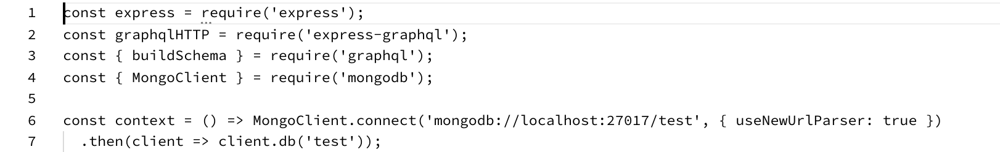 1 const express = require('express');
2 const graphqlHTTP = require('express-graphql');
3 const { buildSchema } = require('graphql');
4 const { MongoClient } = require('mongodb');
5
6 const context = () => MongoClient.connect('mongodb://localhost:27017/test', { useNewUrlParser: true })
7 .then(client => client.db('test'));